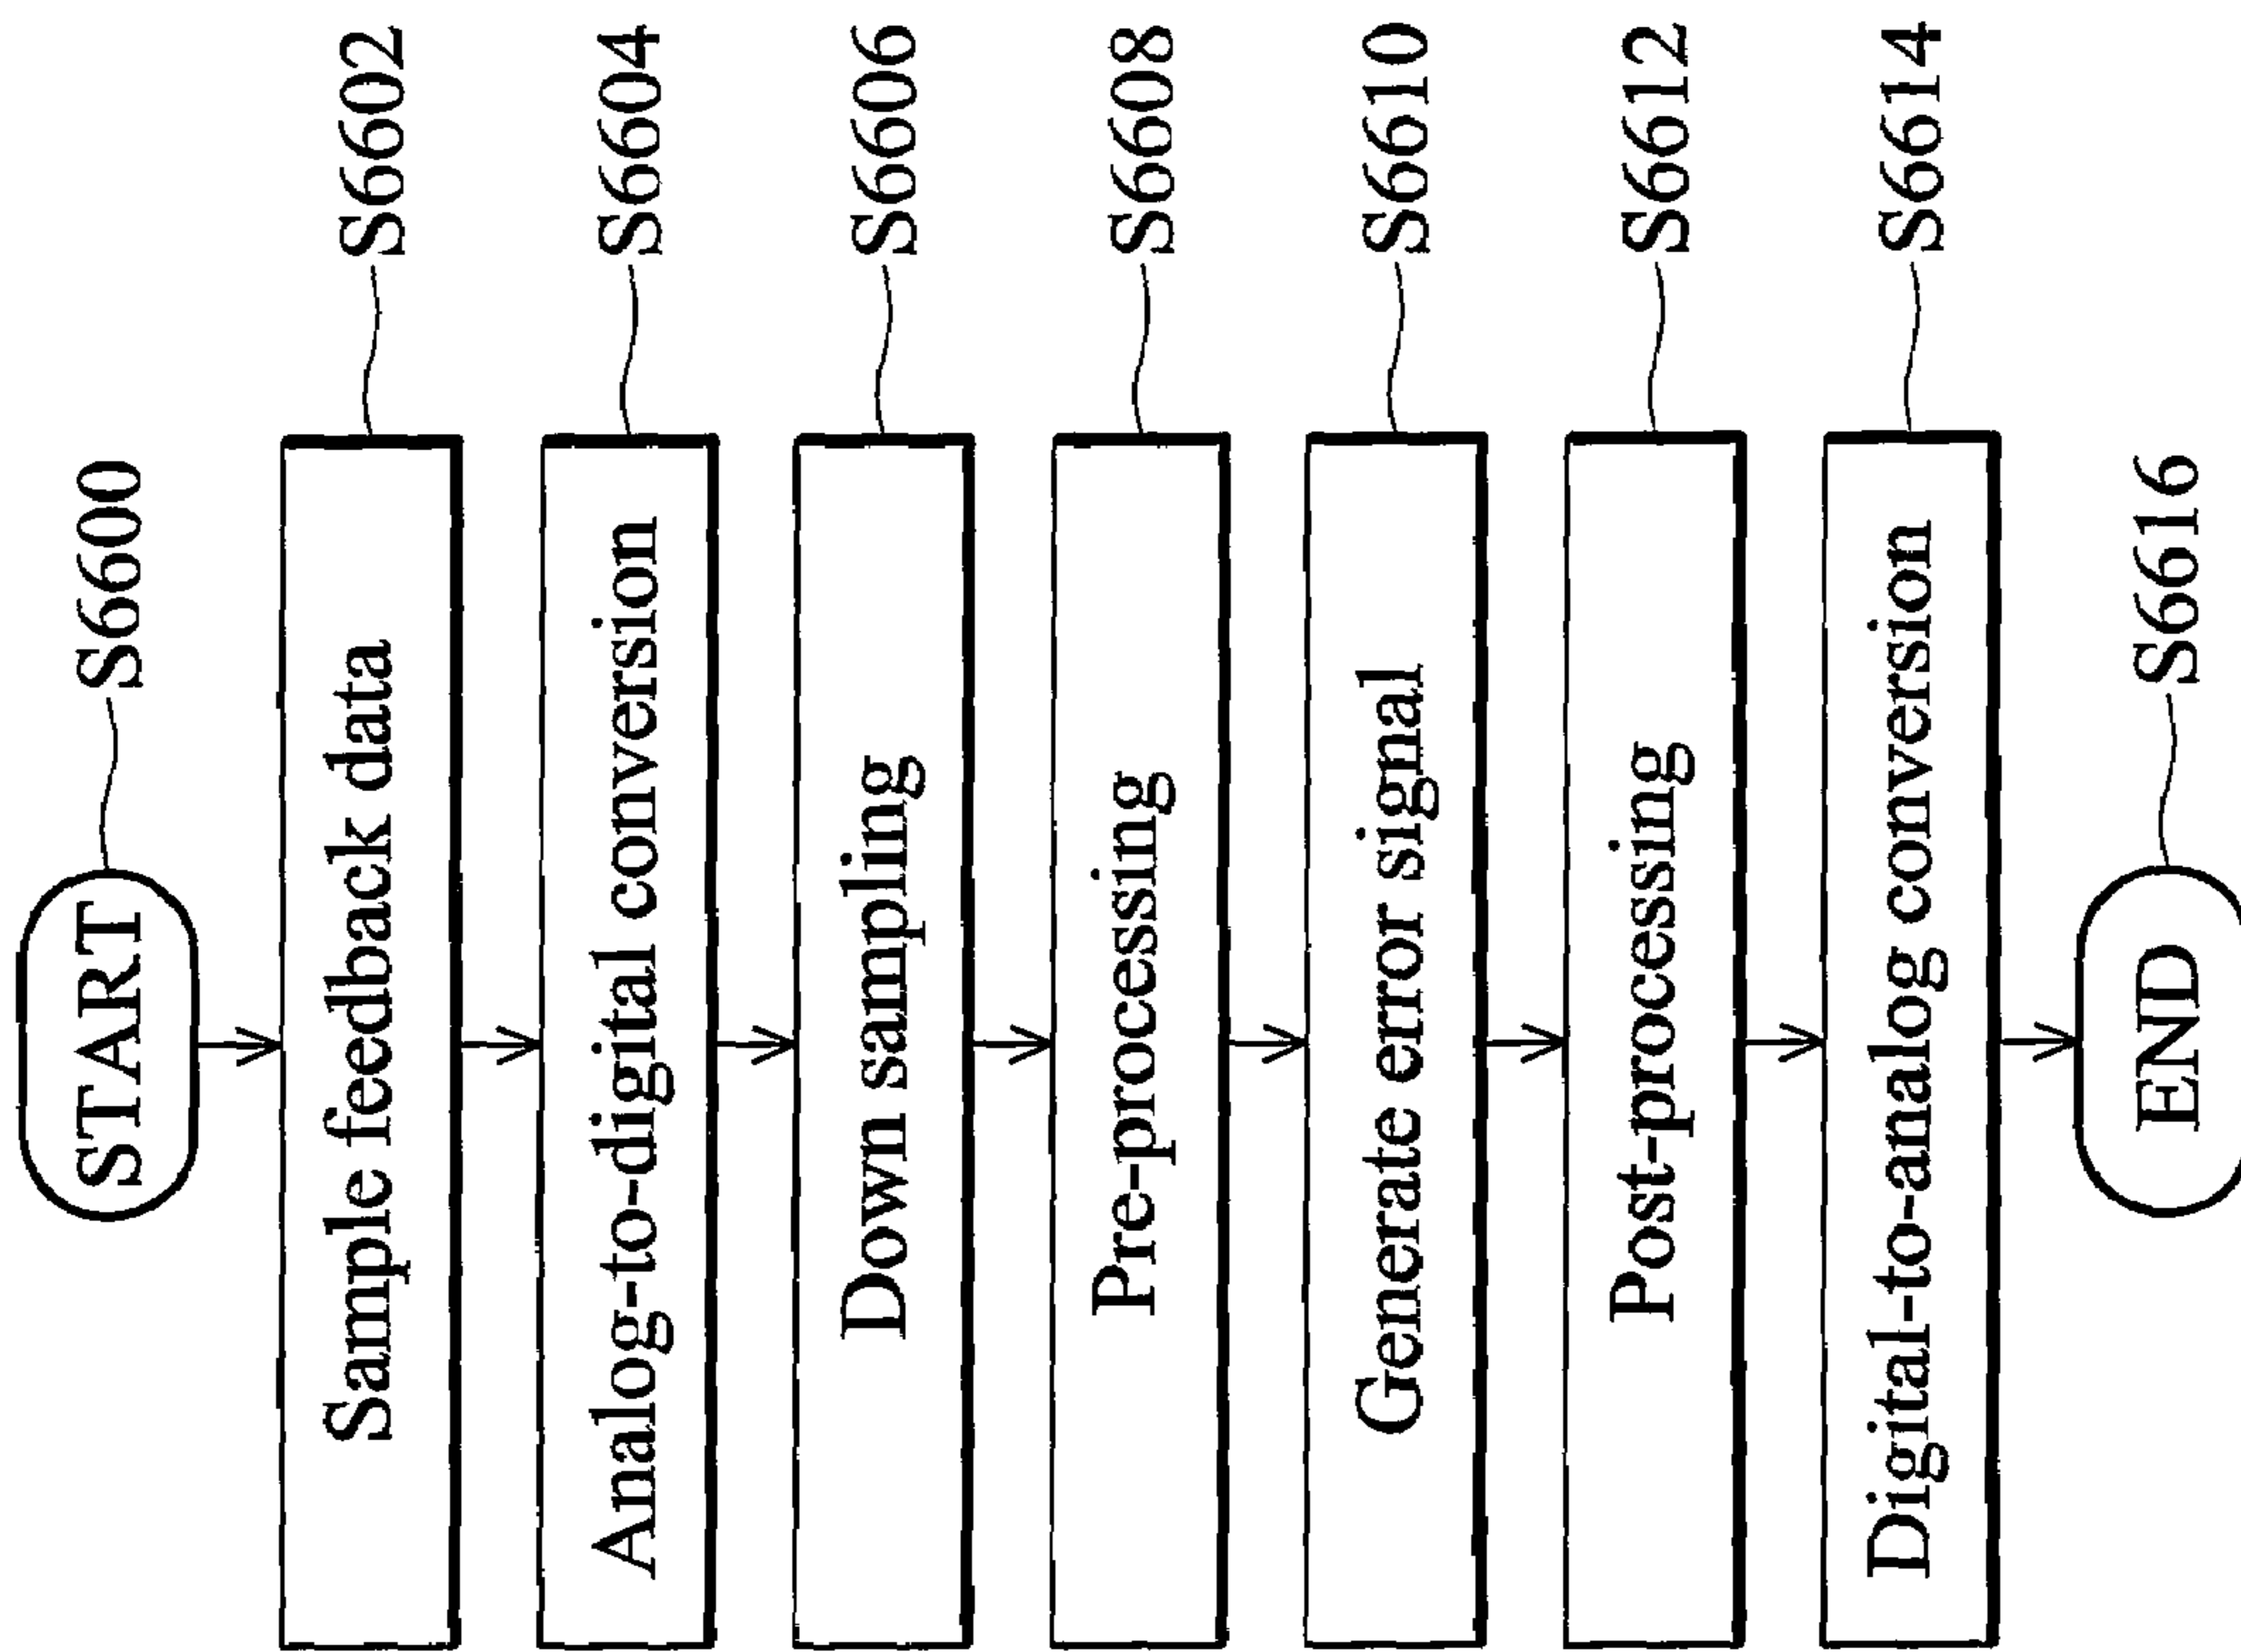 START
S6600
Sample feedback data
S6602
Analog-to-digital conversion
S6604
Down sampling
S6606
Pre-processing
S6608
Generate error signal
S6610
Post-processing
S6612
Digital-to-analog conversion
S6614
END
S6616